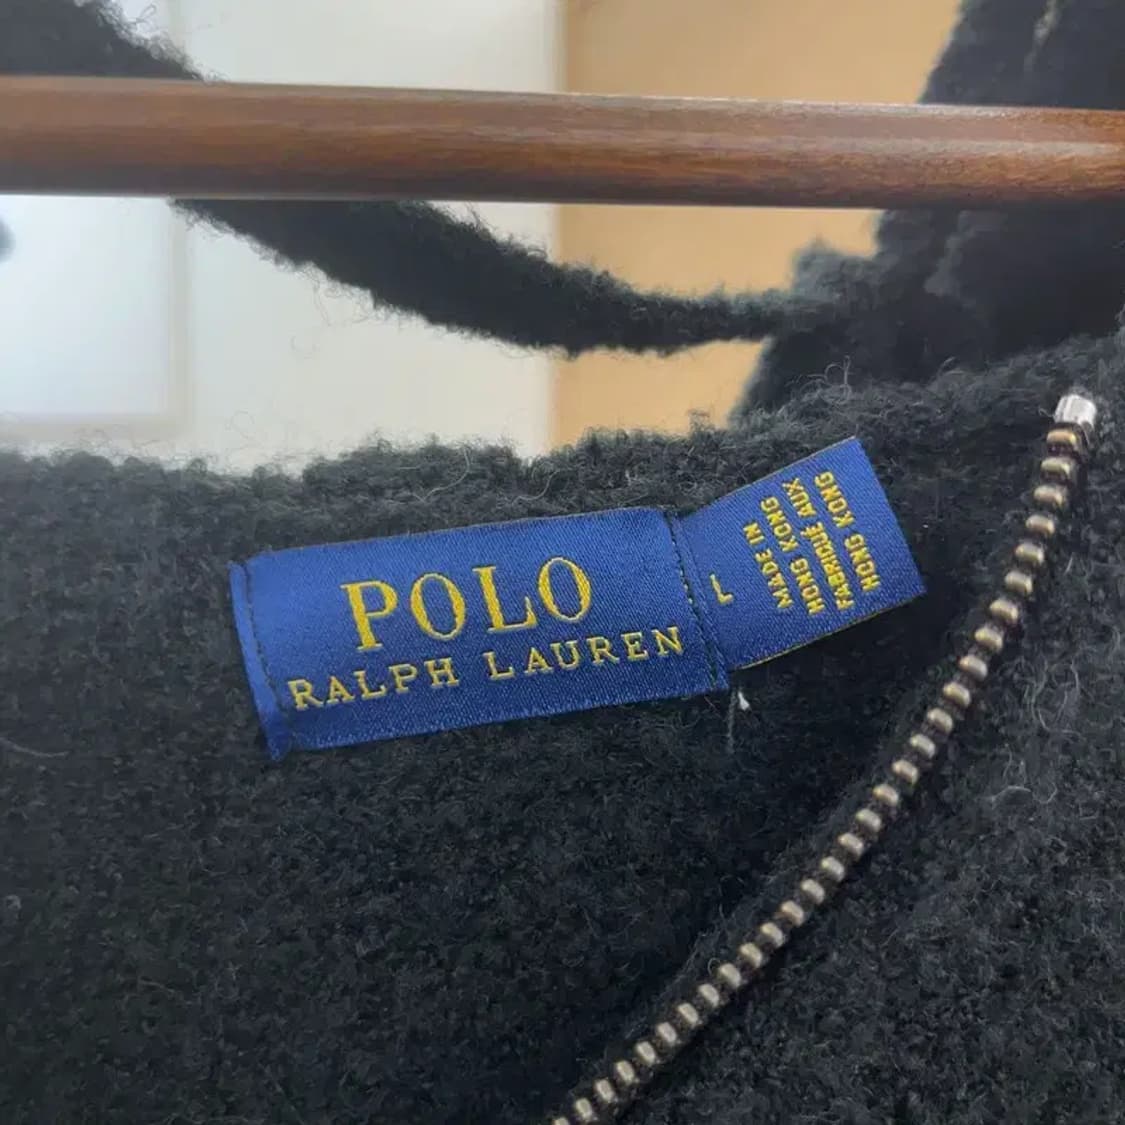 POLO
RALPH LAUREN
L
MADE IN
HONG KONG
FABRIQUÉ AUX
HONG KONG